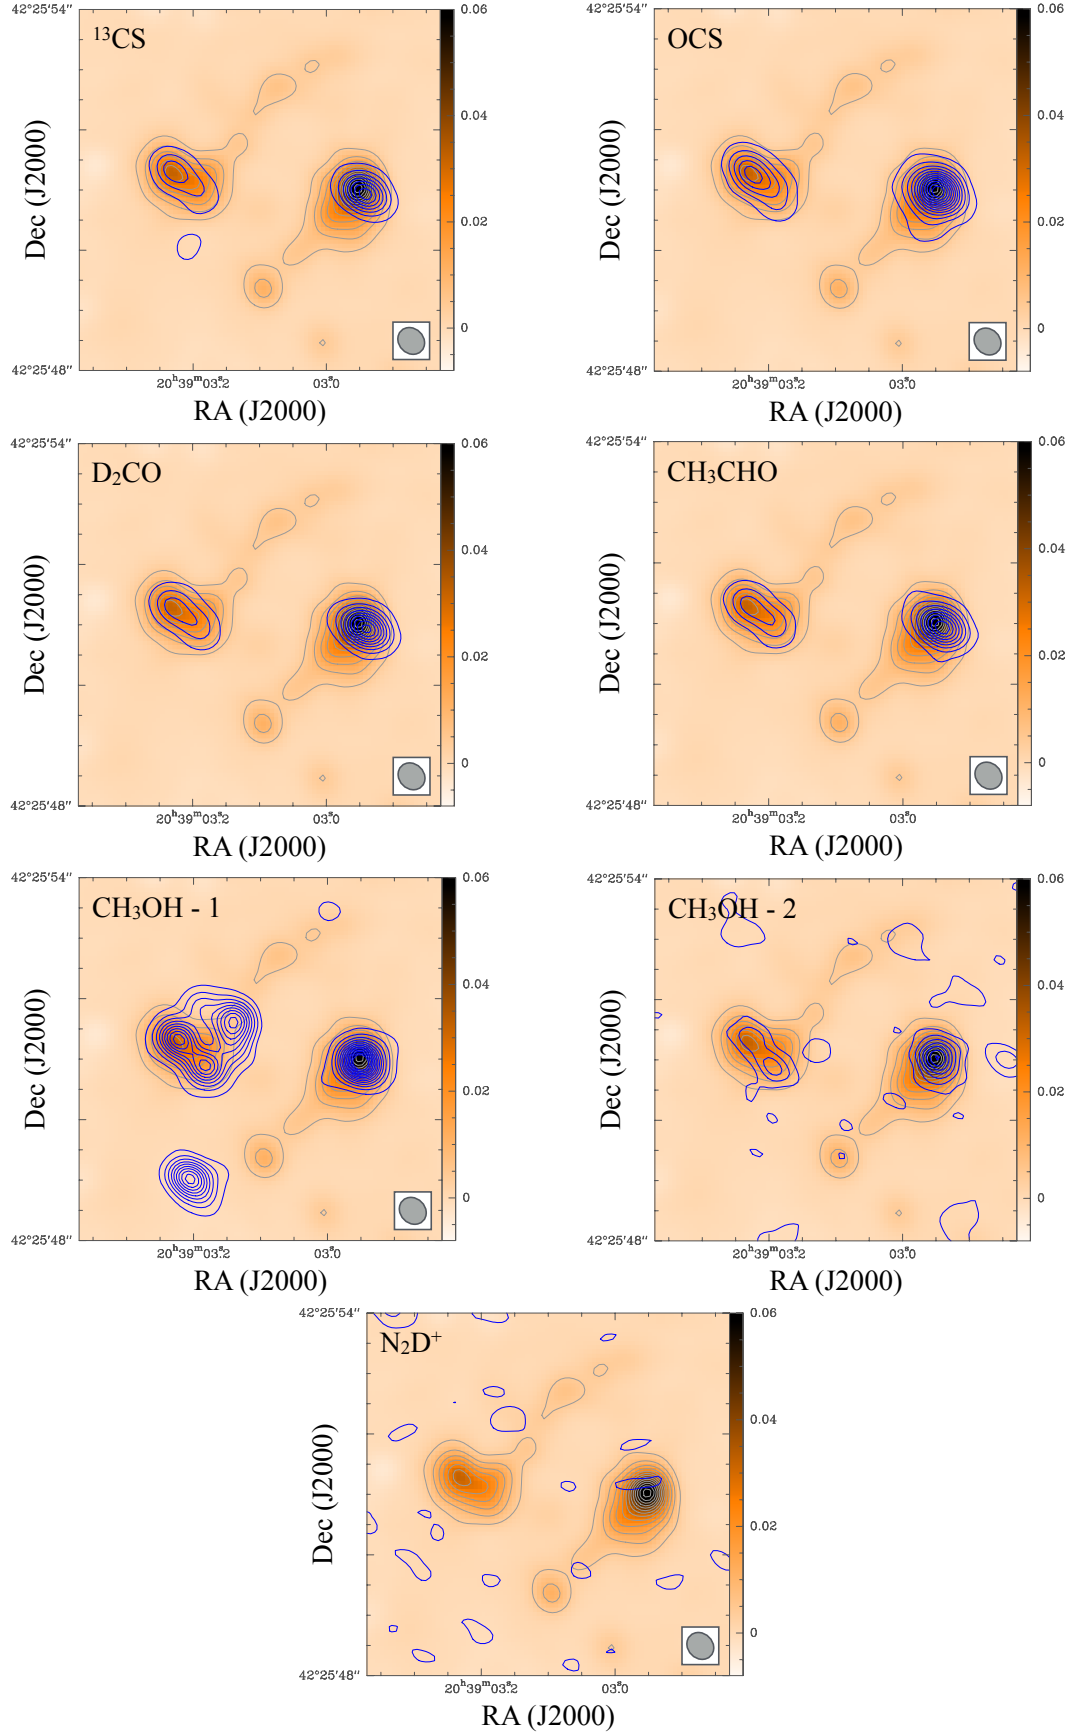 42°25′54″
¹³CS
Dec (J2000)
42°25′48″
20ʰ39ᵐ03ˢ.2 03ˢ.0
RA (J2000)
0.06
0.04
0.02
0
42°25′54″
OCS
Dec (J2000)
42°25′48″
20ʰ39ᵐ03ˢ.2 03ˢ.0
RA (J2000)
0.06
0.04
0.02
0
42°25′54″
D₂CO
Dec (J2000)
42°25′48″
20ʰ39ᵐ03ˢ.2 03ˢ.0
RA (J2000)
0.06
0.04
0.02
0
42°25′54″
CH₃CHO
Dec (J2000)
42°25′48″
20ʰ39ᵐ03ˢ.2 03ˢ.0
RA (J2000)
0.06
0.04
0.02
0
42°25′54″
CH₃OH - 1
Dec (J2000)
42°25′48″
20ʰ39ᵐ03ˢ.2 03ˢ.0
RA (J2000)
0.06
0.04
0.02
0
42°25′54″
CH₃OH - 2
Dec (J2000)
42°25′48″
20ʰ39ᵐ03ˢ.2 03ˢ.0
RA (J2000)
0.06
0.04
0.02
0
42°25′54″
N₂D⁺
Dec (J2000)
42°25′48″
20ʰ39ᵐ03ˢ.2 03ˢ.0
RA (J2000)
0.06
0.04
0.02
0